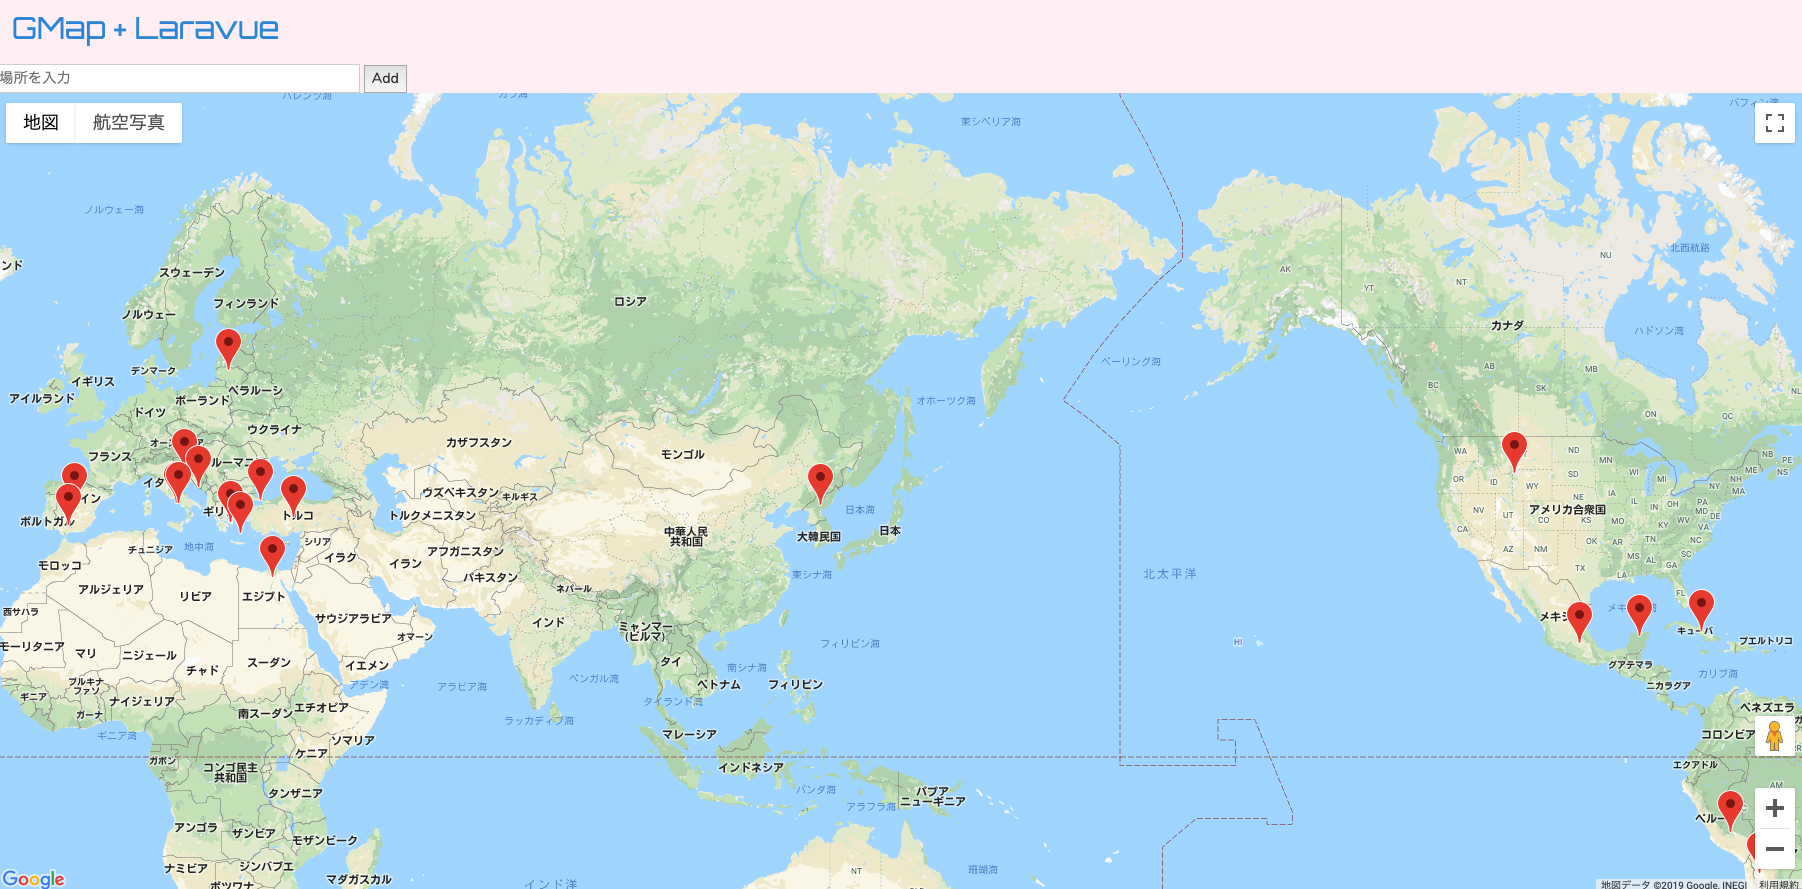 GMap + Laravue
場所を入力
Add
バレンツ海
カラ海
地図
航空写真
東シベリア海
バフィン湾
ノルウェー海
北西航路
NU
ンド
スウェーデン
AK
YT
NT
フィンランド
ロシア
ノルウェー
カナダ
ハドソン湾
ベーリング海
デンマーク
AB
MB
NL
イギリス
BC
SK
ベラルーシ
アイルランド
ポーランド
オホーツク海
ドイツ
ON
QC
ウクライナ
カザフスタン
フランス
モンゴル
WA
ND
MN
NB
PE
ルーマニ
イタ
OR
ID
SD
WI
MI
ME
NS
ウズベキスタン
キルギス
WY
NH
イン
NE
IA
NY
MA
日本海
NV
UT
アメリカ合衆国
IL
IN
OH
ギリ
トルコ
トルクメニスタン
CO
KS
MO
KY
WV
MD
ポルトガル
日本
CA
VA
DE
中華人民
共和国
大韓民国
OK
TN
NC
シリア
地中海
チュニジア
アフガニスタン
AZ
NM
AR
SC
イラク
イラン
MS
AL
GA
モロッコ
TX
LA
東シナ海
北太平洋
パキスタン
ネパール
アルジェリア
リビア
エジプト
FL
西サハラ
サウジアラビア
インド
メキシ
メキ
湾
ミャンマー
(ビルマ)
キューバ
オマーン
プエルトリコ
HI
モーリタニア
フィリピン海
マリ
ニジェール
チャド
スーダン
イエメン
タイ
南シナ海
グアテマラ
カリブ海
ベンガル湾
アラビア海
アデン湾
ベトナム
フィリピン
ニカラグア
ブルキナ
ファソ
ギニア
ナイジェリア
タイランド湾
ガーナ
南スーダン
エチオピア
ベネズエラ
ラッカディブ海
ギニア湾
ソマリア
マレーシア
コロンビア
ケニア
ガボン
コンゴ民主
共和国
インドネシア
エクアドル
タンザニア
バンダ海
パプア
ニューギニア
AM
アラフラ海
アンゴラ
ザンビア
モザンビーク
ペルー
ナミビア
ジンバブエ
NT
珊瑚海
QL
マダガスカル
ボツワナ
インド洋
Google
地図データ ©2019 Google, INEGI
利用規約